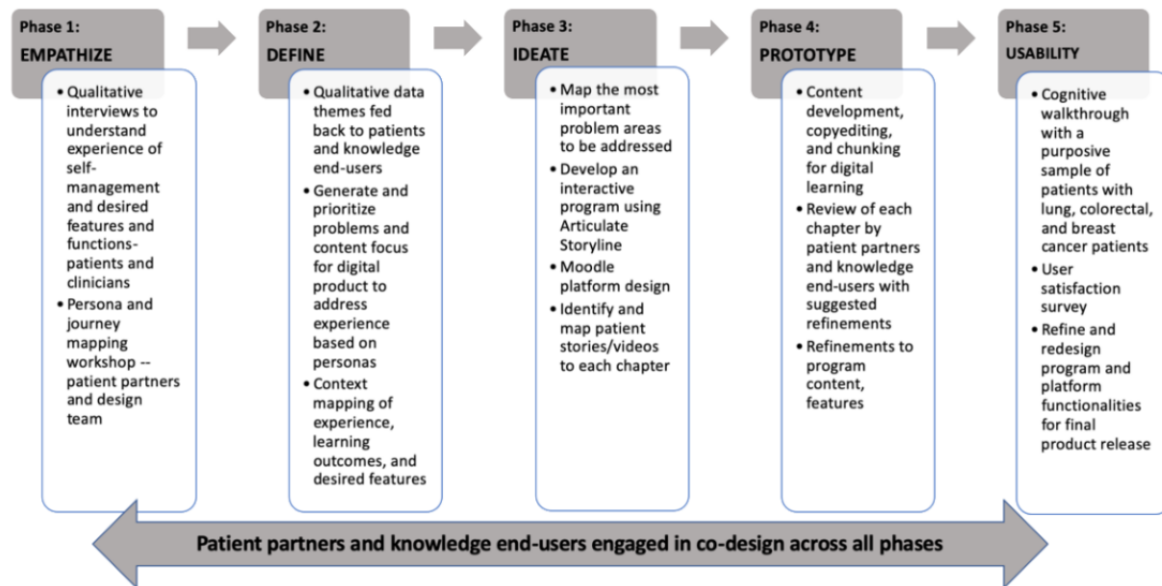 Phase 1:
EMPATHIZE
• Qualitative
interviews to
understand
experience of
self-
management
and desired
features and
functions-
patients and
clinicians
• Persona and
journey
mapping
workshop --
patient partners
and design
team
Phase 2:
DEFINE
• Qualitative data
themes fed
back to patients
and knowledge
end-users
• Generate and
prioritize
problems and
content focus
for digital
product to
address
experience
based on
personas
• Context
mapping of
experience,
learning
outcomes, and
desired features
Phase 3:
IDEATE
• Map the most
important
problem areas
to be addressed
• Develop an
interactive
program using
Articulate
Storyline
• Moodle
platform design
• Identify and
map patient
stories/videos
to each chapter
Phase 4:
PROTOTYPE
• Content
development,
copyediting,
and chunking
for digital
learning
• Review of each
chapter by
patient partners
and knowledge
end-users with
suggested
refinements
• Refinements to
program
content,
features
Phase 5:
USABILITY
• Cognitive
walkthrough
with a
purposive
sample of
patients with
lung, colorectal,
and breast
cancer patients
• User
satisfaction
survey
• Refine and
redesign
program and
platform
functionalities
for final
product release
Patient partners and knowledge end-users engaged in co-design across all phases